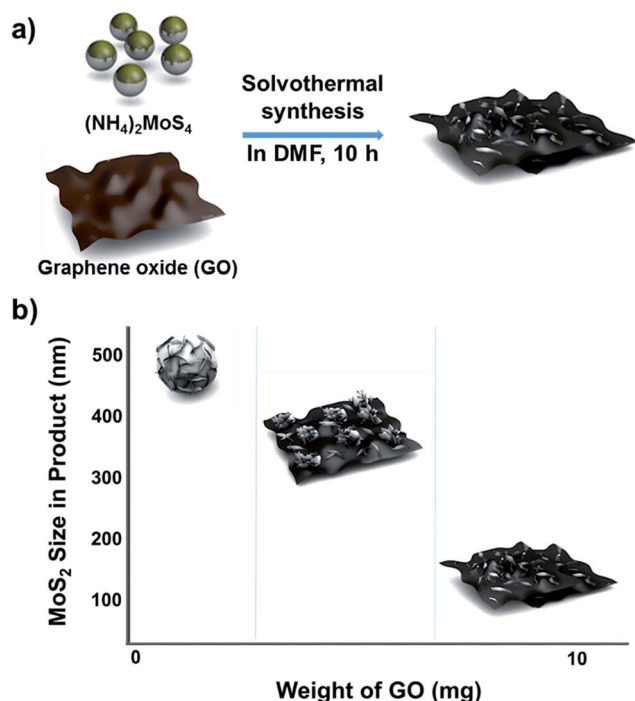 a)
(NH₄)₂MoS₄
Graphene oxide (GO)
Solvothermal
synthesis
In DMF, 10 h
b)
MoS₂ Size in Product (nm)
500
400
300
200
100
0
10
Weight of GO (mg)